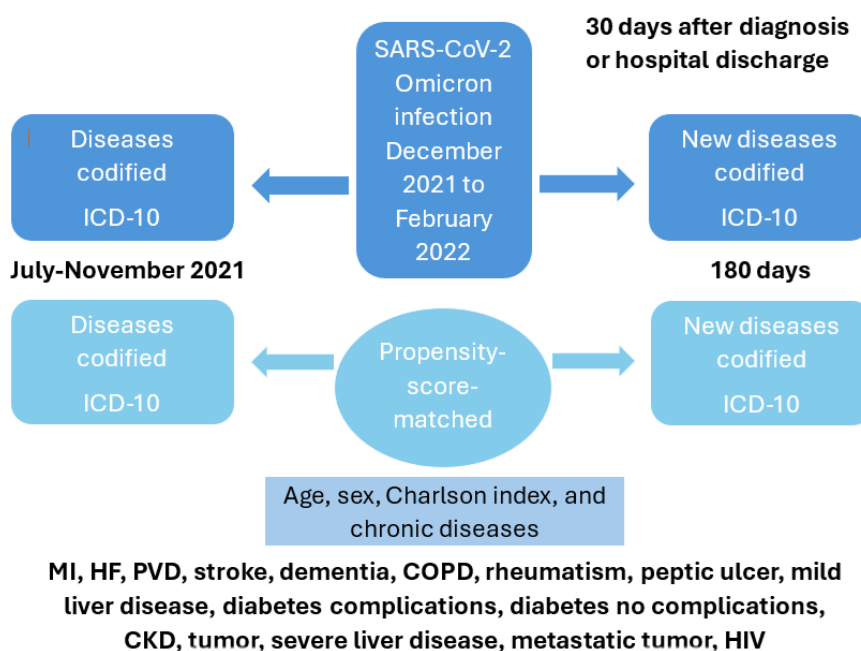 30 days after diagnosis
or hospital discharge
SARS-CoV-2
Omicron
infection
December
2021 to
February
2022
Diseases
codified
ICD-10
New diseases
codified
ICD-10
July-November 2021
180 days
Diseases
codified
ICD-10
Propensity-
score-
matched
New diseases
codified
ICD-10
Age, sex, Charlson index, and
chronic diseases
MI, HF, PVD, stroke, dementia, COPD, rheumatism, peptic ulcer, mild
liver disease, diabetes complications, diabetes no complications,
CKD, tumor, severe liver disease, metastatic tumor, HIV